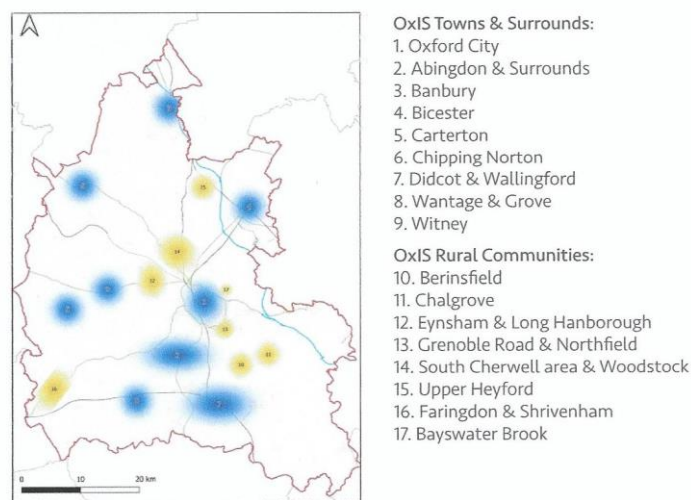 OxIS Towns & Surrounds:
1. Oxford City
2. Abingdon & Surrounds
3. Banbury
4. Bicester
5. Carterton
6. Chipping Norton
7. Didcot & Wallingford
8. Wantage & Grove
9. Witney
OxIS Rural Communities:
10. Berinsfield
11. Chalgrove
12. Eynsham & Long Hanborough
13. Grenoble Road & Northfield
14. South Cherwell area & Woodstock
15. Upper Heyford
16. Faringdon & Shrivenham
17. Bayswater Brook
0 10 20 km